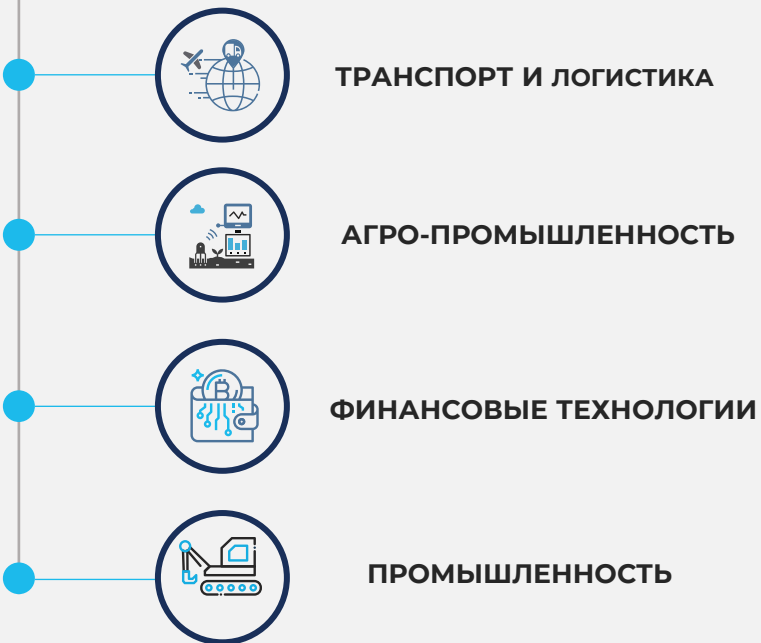 ТРАНСПОРТ И ЛОГИСТИКА
АГРО-ПРОМЫШЛЕННОСТЬ
ФИНАНСОВЫЕ ТЕХНОЛОГИИ
ПРОМЫШЛЕННОСТЬ